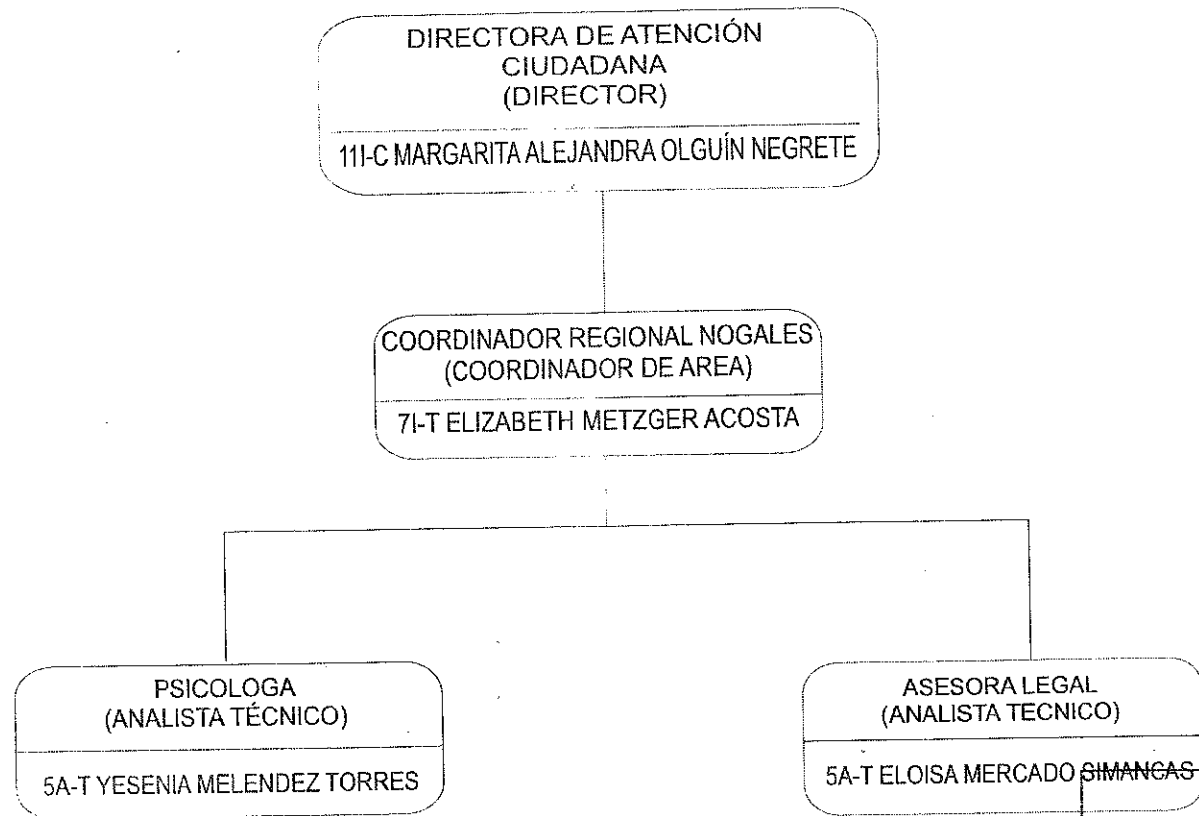 DIRECTORA DE ATENCIÓN
CIUDADANA
(DIRECTOR)
11I-C MARGARITA ALEJANDRA OLGUÍN NEGRETE
COORDINADOR REGIONAL NOGALES
(COORDINADOR DE AREA)
7I-T ELIZABETH METZGER ACOSTA
PSICOLOGA
(ANALISTA TÉCNICO)
5A-T YESENIA MELENDEZ TORRES
ASESORA LEGAL
(ANALISTA TECNICO)
5A-T ELOISA MERCADO SIMANCAS